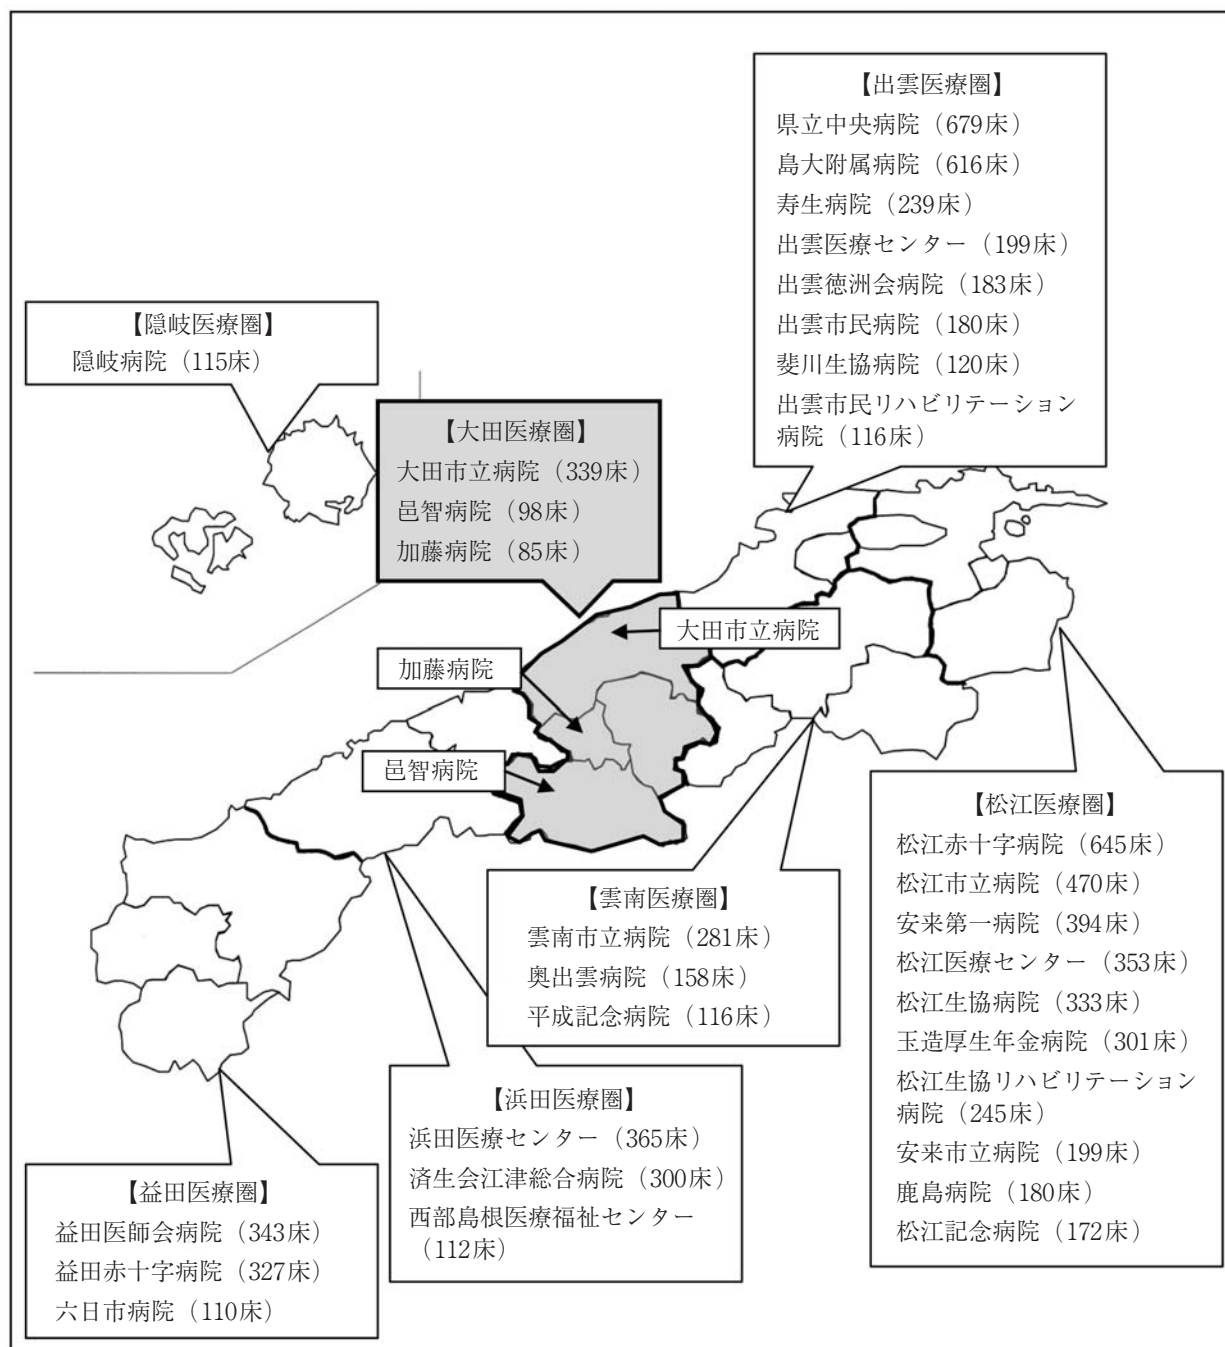 【出雲医療圏】
県立中央病院（679床）
島大附属病院（616床）
寿生病院（239床）
出雲医療センター（199床）
出雲徳洲会病院（183床）
出雲市民病院（180床）
斐川生協病院（120床）
出雲市民リハビリテーション
病院（116床）
【隠岐医療圏】
隠岐病院（115床）
【大田医療圏】
大田市立病院（339床）
邑智病院（98床）
加藤病院（85床）
大田市立病院
加藤病院
邑智病院
【松江医療圏】
松江赤十字病院（645床）
松江市立病院（470床）
安来第一病院（394床）
松江医療センター（353床）
松江生協病院（333床）
玉造厚生年金病院（301床）
松江生協リハビリテーション
病院（245床）
安来市立病院（199床）
鹿島病院（180床）
松江記念病院（172床）
【雲南医療圏】
雲南市立病院（281床）
奥出雲病院（158床）
平成記念病院（116床）
【浜田医療圏】
浜田医療センター（365床）
済生会江津総合病院（300床）
西部島根医療福祉センター
（112床）
【益田医療圏】
益田医師会病院（343床）
益田赤十字病院（327床）
六日市病院（110床）